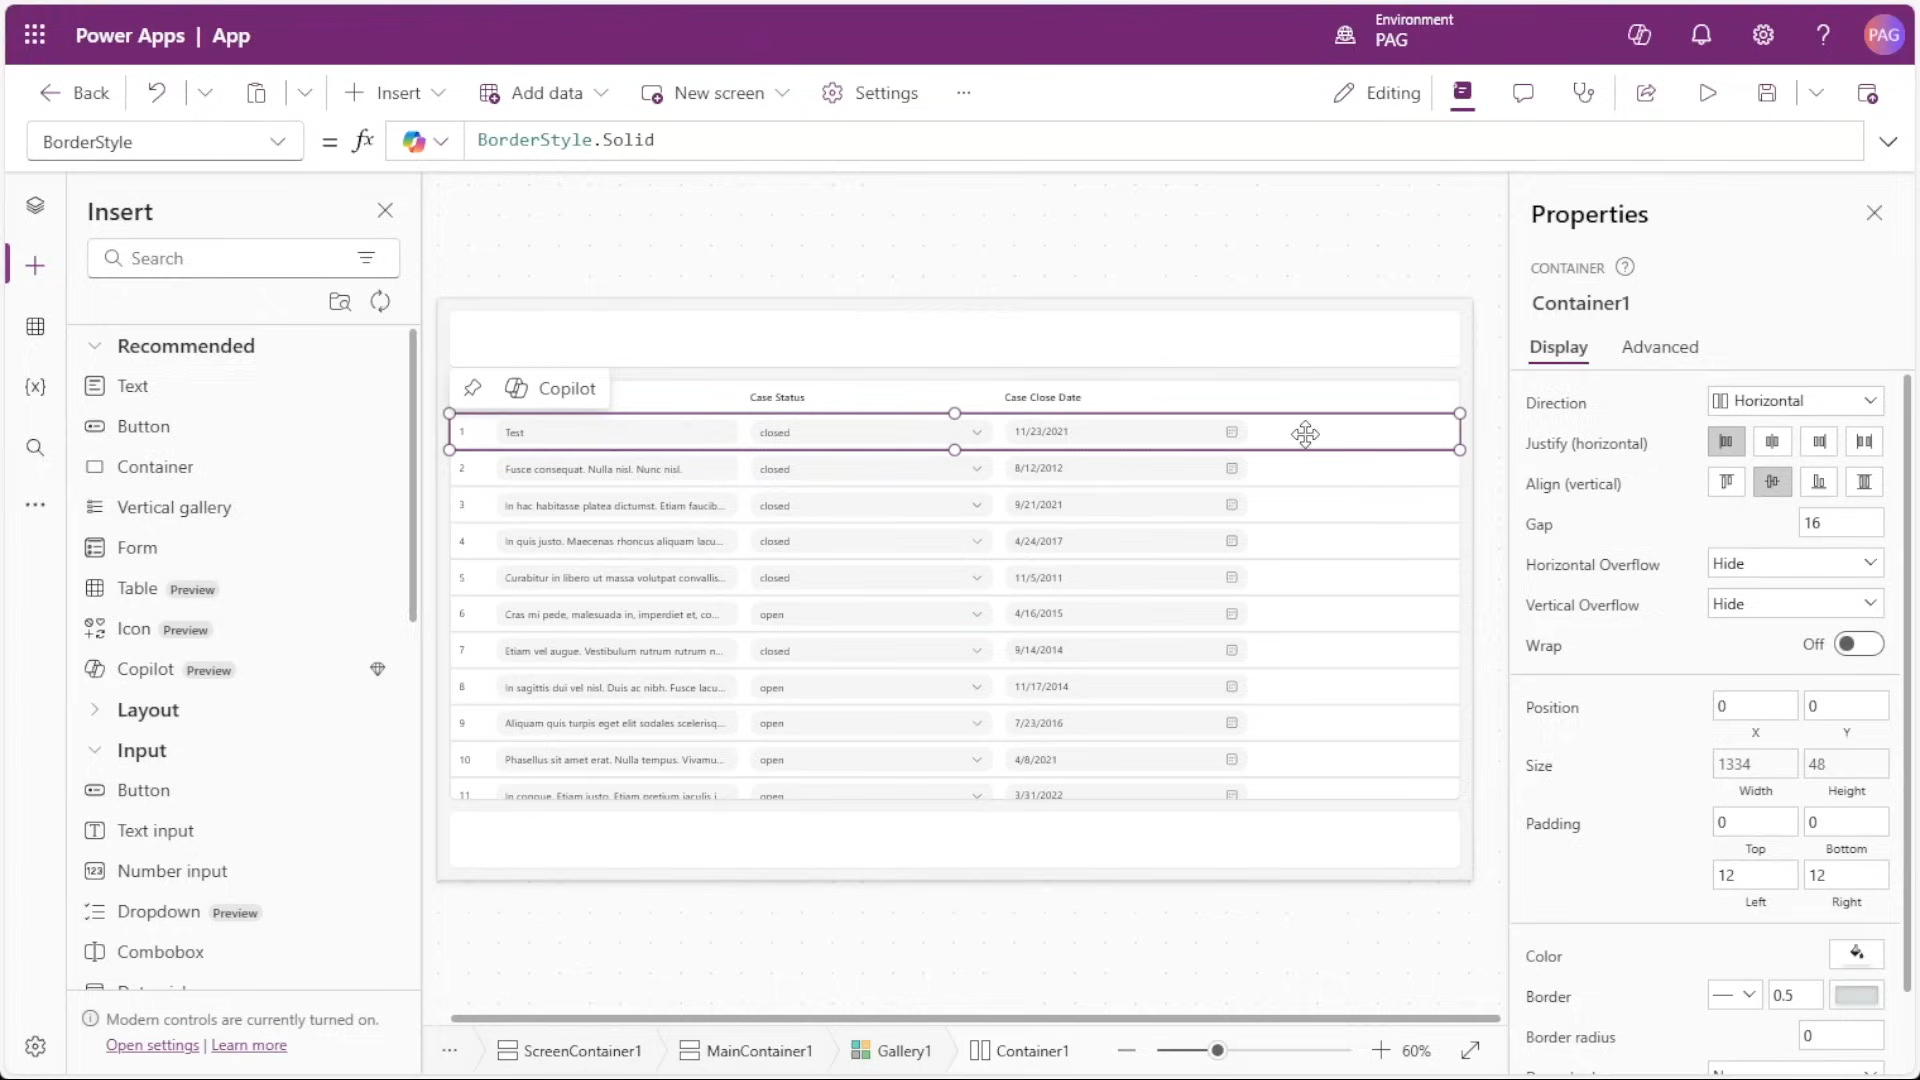 Power Apps | App
Environment
PAG
PAG
Back
Insert
Add data
New screen
Settings
...
Editing
BorderStyle
= fx
BorderStyle.Solid
Insert
Search
Recommended
Text
Button
Container
Vertical gallery
Form
Table Preview
Icon Preview
Copilot Preview
Layout
Input
Button
Text input
Number input
Dropdown Preview
Combobox
Modern controls are currently turned on.
Open settings | Learn more
Copilot
Case Status
Case Close Date
1 Test closed 11/23/2021
2 Fusce consequat. Nulla nisl. Nunc nisl. closed 8/12/2012
3 In hac habitasse platea dictumst. Etiam faucib... closed 9/21/2021
4 In quis justo. Maecenas rhoncus aliquam lacu... closed 4/24/2017
5 Curabitur in libero ut massa volutpat convallis... closed 11/5/2011
6 Cras mi pede, malesuada in, imperdiet et, co... open 4/16/2015
7 Etiam vel augue. Vestibulum rutrum rutrum n... closed 9/14/2014
8 In sagittis dui vel nisl. Duis ac nibh. Fusce lacu... open 11/17/2014
9 Aliquam quis turpis eget elit sodales scelerisq... open 7/23/2016
10 Phasellus sit amet erat. Nulla tempus. Vivamu... open 4/8/2021
11 In congue. Etiam justo. Etiam pretium iaculis i... open 3/31/2022
... ScreenContainer1 MainContainer1 Gallery1 Container1
60%
Properties
CONTAINER
Container1
Display Advanced
Direction Horizontal
Justify (horizontal)
Align (vertical)
Gap 16
Horizontal Overflow Hide
Vertical Overflow Hide
Wrap Off
Position 0 0
X Y
Size 1334 48
Width Height
Padding 0 0
Top Bottom
12 12
Left Right
Color
Border 0.5
Border radius 0